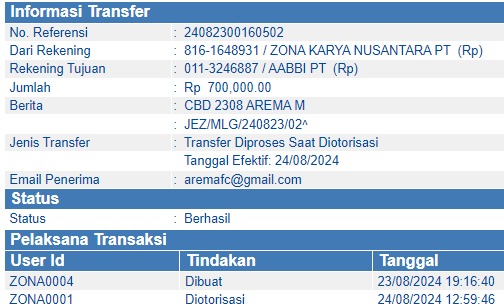 Informasi Transfer
No. Referensi : 24082300160502
Dari Rekening : 816-1648931 / ZONA KARYA NUSANTARA PT (Rp)
Rekening Tujuan : 011-3246887 / AABBI PT (Rp)
Jumlah : Rp 700,000.00
Berita : CBD 2308 AREMA M
: JEZ/MLG/240823/02^
Jenis Transfer : Transfer Diproses Saat Diotorisasi
Tanggal Efektif: 24/08/2024
Email Penerima : aremafc@gmail.com
Status
Status : Berhasil
Pelaksana Transaksi
User Id Tindakan Tanggal
ZONA0004 Dibuat 23/08/2024 19:16:40
ZONA0001 Diotorisasi 24/08/2024 12:59:46